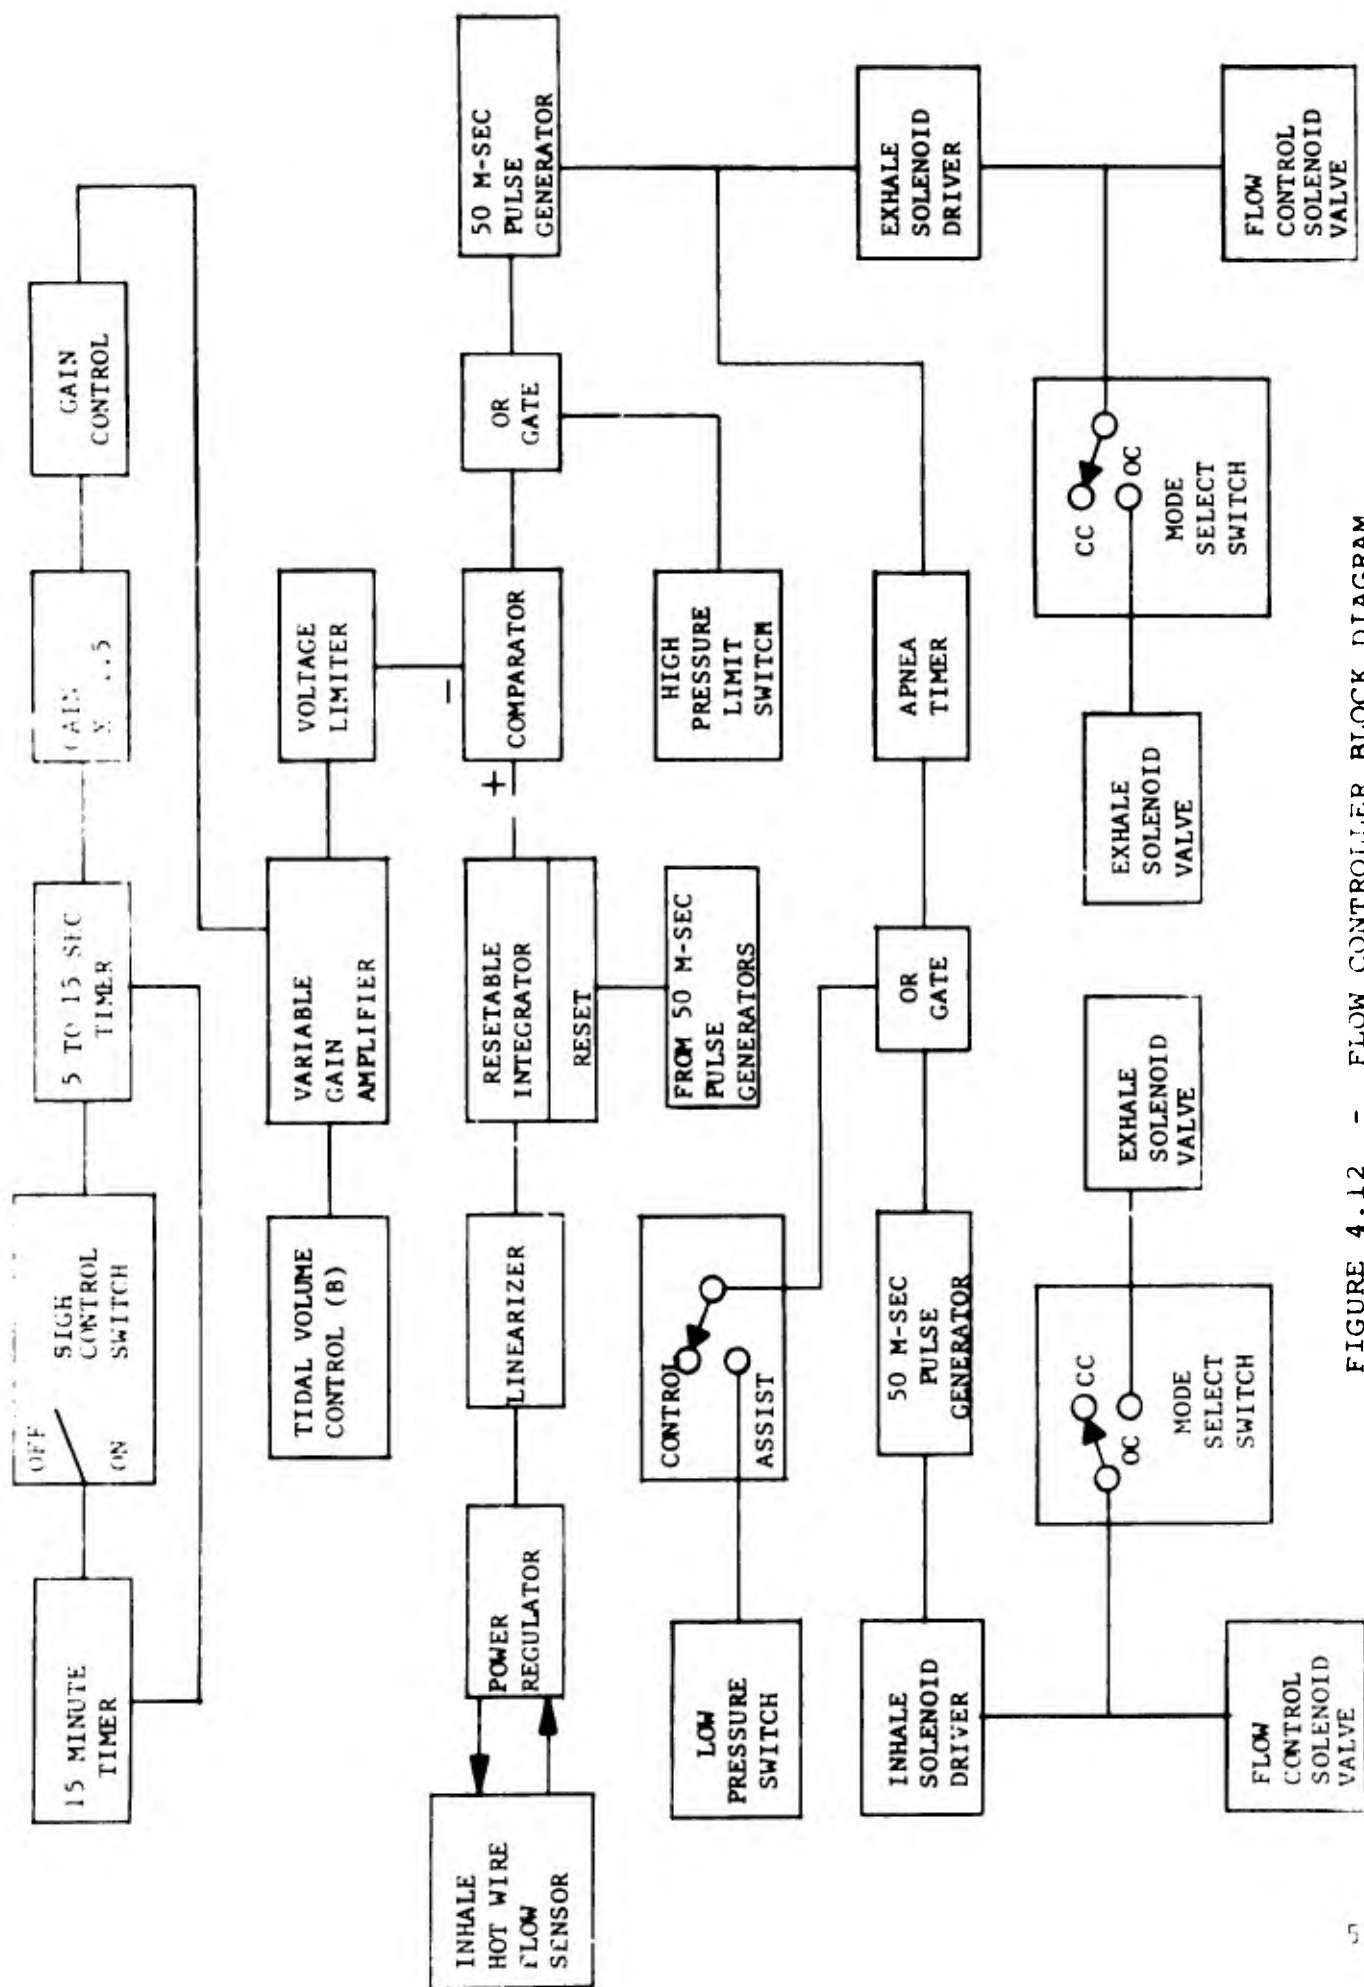 15 MINUTE
TIMER
OFF
ON
SIGH
CONTROL
SWITCH
5 TO 15 SEC
TIMER
GAIN
GAIN
CONTROL
TIDAL VOLUME
CONTROL (B)
VARIABLE
GAIN
AMPLIFIER
VOLTAGE
LIMITER
INHALE
HOT WIRE
FLOW
SENSOR
POWER
REGULATOR
LINEARIZER
RESETABLE
INTEGRATOR
RESET
+
−
COMPARATOR
OR
GATE
50 M-SEC
PULSE
GENERATOR
FROM 50 M-SEC
PULSE
GENERATORS
HIGH
PRESSURE
LIMIT
SWITCH
LOW
PRESSURE
SWITCH
CONTROL
ASSIST
INHALE
SOLENOID
DRIVER
50 M-SEC
PULSE
GENERATOR
OR
GATE
APNEA
TIMER
EXHALE
SOLENOID
DRIVER
CC
OC
MODE
SELECT
SWITCH
EXHALE
SOLENOID
VALVE
EXHALE
SOLENOID
VALVE
CC
OC
MODE
SELECT
SWITCH
FLOW
CONTROL
SOLENOID
VALVE
FLOW
CONTROL
SOLENOID
VALVE
FIGURE 4.12 - FLOW CONTROLLER BLOCK DIAGRAM
5